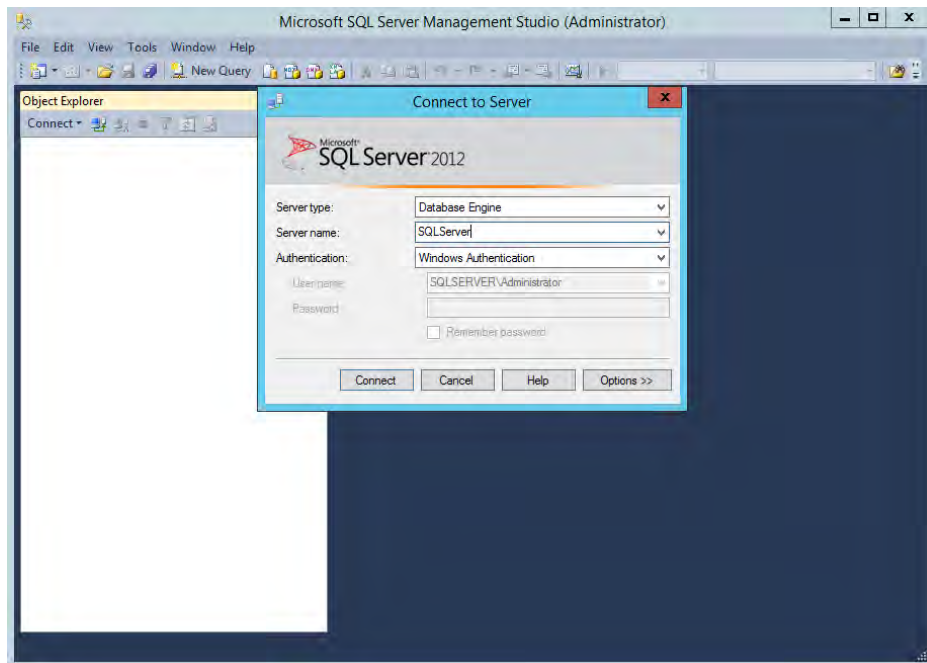 Microsoft SQL Server Management Studio (Administrator)
File Edit View Tools Window Help
New Query
Object Explorer
Connect
Connect to Server
Microsoft®
SQL Server 2012
Server type:
Database Engine
Server name:
SQLServer
Authentication:
Windows Authentication
User name:
SQLSERVER\Administrator
Password:
Remember password
Connect Cancel Help Options >>